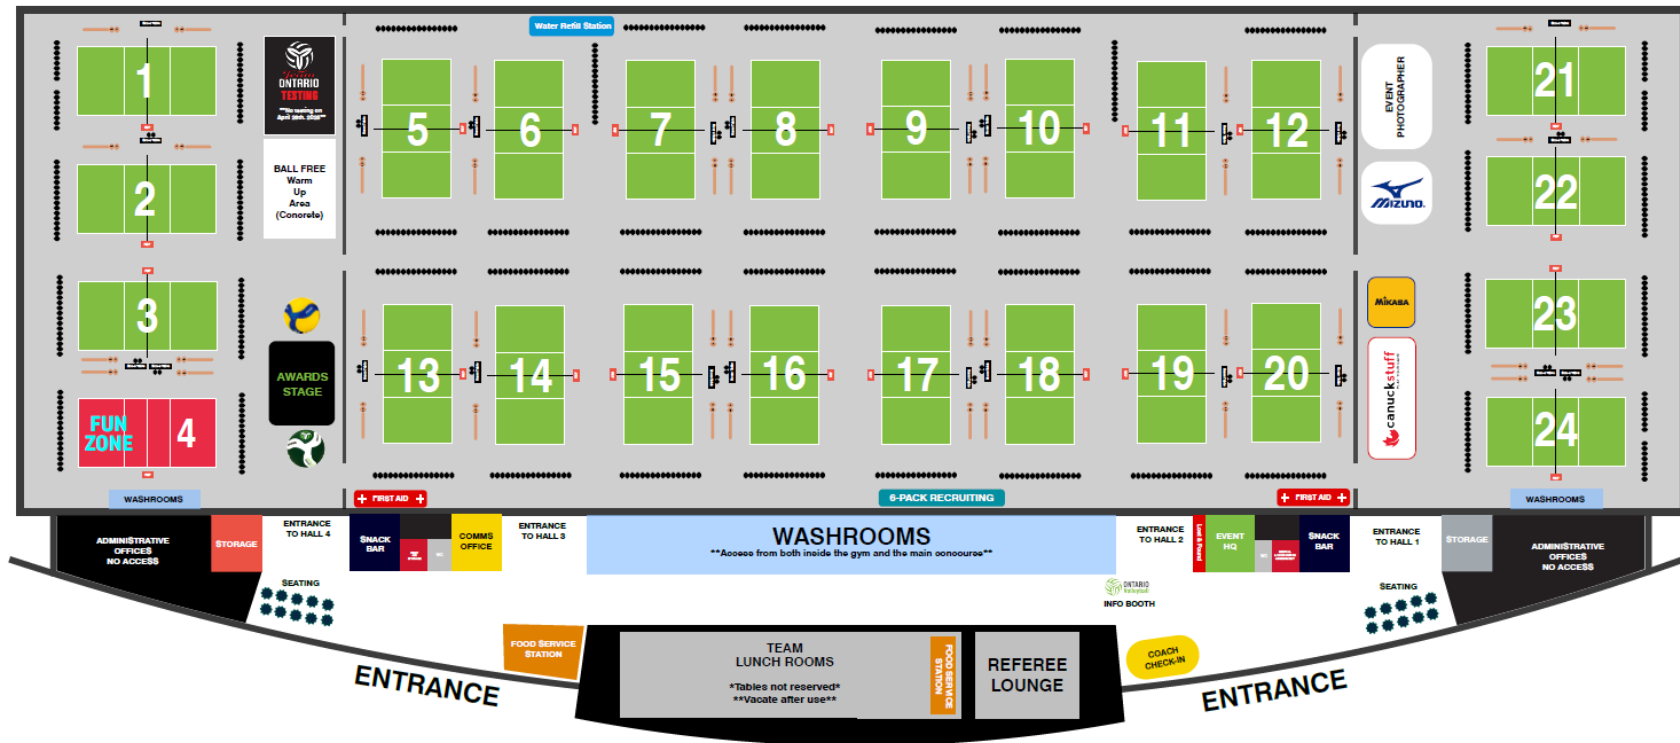 Water Refill Station
1
Team
ONTARIO
TESTING
5
6
7
8
9
10
11
12
EVENT
PHOTOGRAPHER
21
2
BALL FREE
Warm
Up
Area
(Concrete)
MIZUNO
22
3
MIKASA
23
AWARDS
STAGE
13
14
15
16
17
18
19
20
canuckstuff
FUN
ZONE
4
24
WASHROOMS
FIRST AID
6-PACK RECRUITING
FIRST AID
WASHROOMS
ADMINISTRATIVE
OFFICES
NO ACCESS
STORAGE
ENTRANCE
TO HALL 4
SNACK
BAR
COMMS
OFFICE
ENTRANCE
TO HALL 3
WASHROOMS
**Access from both inside the gym and the main concourse**
ENTRANCE
TO HALL 2
Lost & Found
EVENT
HQ
SNACK
BAR
ENTRANCE
TO HALL 1
STORAGE
ADMINISTRATIVE
OFFICES
NO ACCESS
SEATING
ONTARIO
Volleyball
INFO BOOTH
SEATING
FOOD SERVICE
STATION
TEAM
LUNCH ROOMS
*Tables not reserved*
**Vacate after use**
FOOD SERVICE
STATION
REFEREE
LOUNGE
COACH
CHECK-IN
ENTRANCE
ENTRANCE